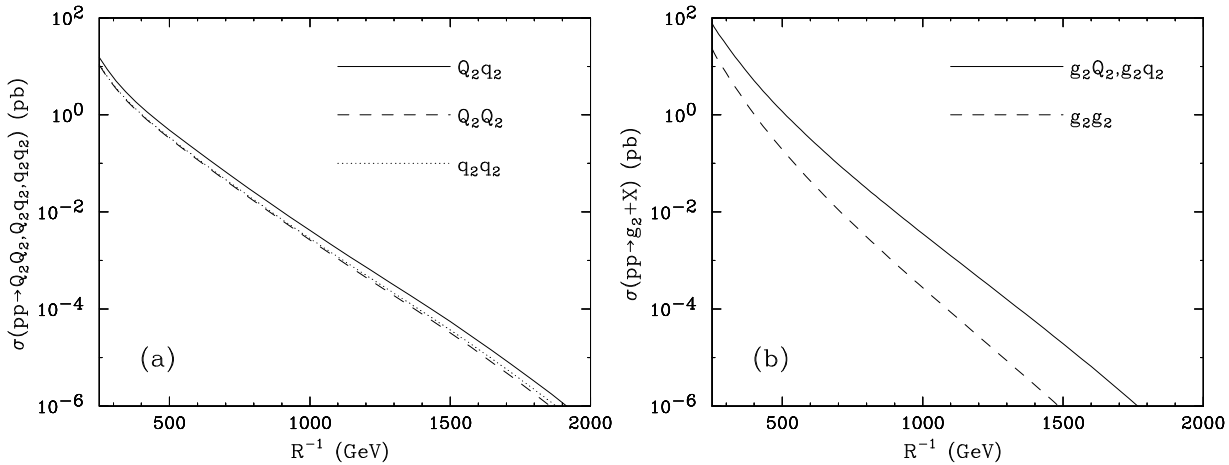 σ(pp→Q₂Q₂,Q₂q₂,q₂q₂) (pb)
10²
10⁰
10⁻²
10⁻⁴
10⁻⁶
Q₂q₂
Q₂Q₂
q₂q₂
(a)
500 1000 1500 2000
R⁻¹ (GeV)
σ(pp→g₂+X) (pb)
10²
10⁰
10⁻²
10⁻⁴
10⁻⁶
g₂Q₂,g₂q₂
g₂g₂
(b)
500 1000 1500 2000
R⁻¹ (GeV)